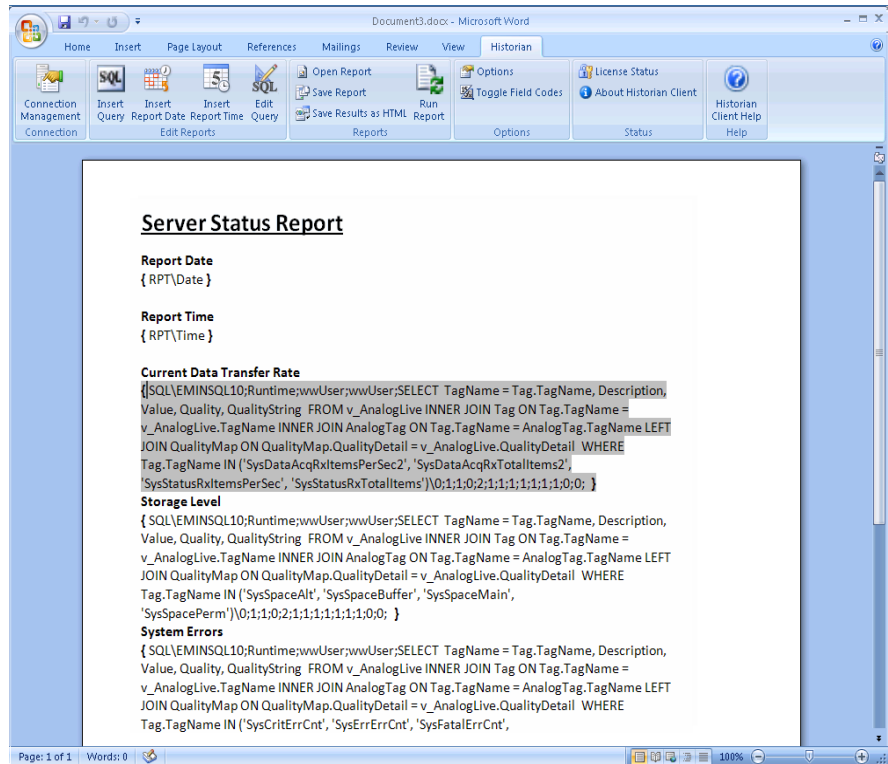 Document3.docx - Microsoft Word
Home Insert Page Layout References Mailings Review View Historian
Connection Management
SQL
Insert Query
Insert Report Date
5
Insert Report Time
SQL
Edit Query
Open Report
Save Report
Save Results as HTML
Run Report
Options
Toggle Field Codes
License Status
About Historian Client
Historian Client Help
Connection Edit Reports Reports Options Status Help
Server Status Report
Report Date
{ RPT\Date }
Report Time
{ RPT\Time }
Current Data Transfer Rate
{ SQL\EMINSQL10;Runtime;wwUser;wwUser;SELECT TagName = Tag.TagName, Description,
Value, Quality, QualityString FROM v_AnalogLive INNER JOIN Tag ON Tag.TagName =
v_AnalogLive.TagName INNER JOIN AnalogTag ON Tag.TagName = AnalogTag.TagName LEFT
JOIN QualityMap ON QualityMap.QualityDetail = v_AnalogLive.QualityDetail WHERE
Tag.TagName IN ('SysDataAcqRxItemsPerSec2', 'SysDataAcqRxTotalItems2',
'SysStatusRxItemsPerSec', 'SysStatusRxTotalItems')\0;1;1;0;2;1;1;1;1;1;1;1;0;0; }
Storage Level
{ SQL\EMINSQL10;Runtime;wwUser;wwUser;SELECT TagName = Tag.TagName, Description,
Value, Quality, QualityString FROM v_AnalogLive INNER JOIN Tag ON Tag.TagName =
v_AnalogLive.TagName INNER JOIN AnalogTag ON Tag.TagName = AnalogTag.TagName LEFT
JOIN QualityMap ON QualityMap.QualityDetail = v_AnalogLive.QualityDetail WHERE
Tag.TagName IN ('SysSpaceAlt', 'SysSpaceBuffer', 'SysSpaceMain',
'SysSpacePerm')\0;1;1;0;2;1;1;1;1;1;1;1;0;0; }
System Errors
{ SQL\EMINSQL10;Runtime;wwUser;wwUser;SELECT TagName = Tag.TagName, Description,
Value, Quality, QualityString FROM v_AnalogLive INNER JOIN Tag ON Tag.TagName =
v_AnalogLive.TagName INNER JOIN AnalogTag ON Tag.TagName = AnalogTag.TagName LEFT
JOIN QualityMap ON QualityMap.QualityDetail = v_AnalogLive.QualityDetail WHERE
Tag.TagName IN ('SysCritErrCnt', 'SysErrErrCnt', 'SysFatalErrCnt',
Page: 1 of 1 Words: 0 100%